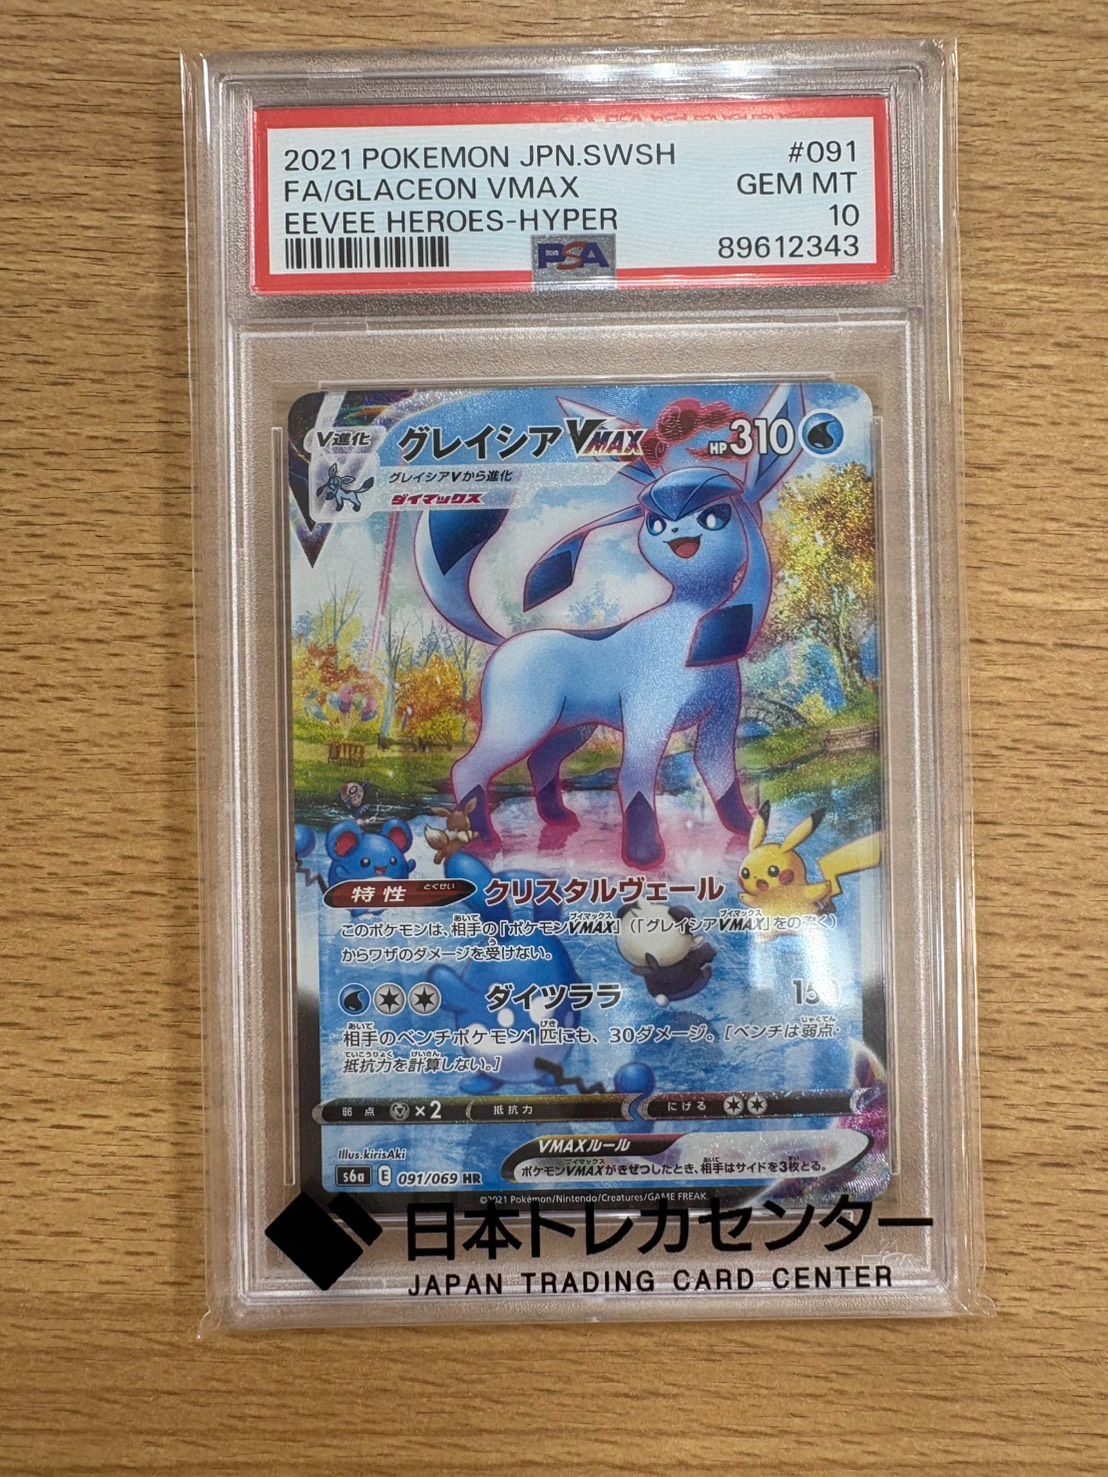 2021 POKEMON JPN.SWSH #091
FA/GLACEON VMAX GEM MT
EEVEE HEROES-HYPER 10
PSA 89612343
V進化 グレイシアVMAX HP310
グレイシアVから進化
ダイマックス
特性 とくせい クリスタルヴェール
このポケモンは、相手の「ポケモンVMAX」(「グレイシアVMAX」をのぞく)
からワザのダメージを受けない。
ダイツララ
相手のベンチポケモン1匹にも、30ダメージ。[ベンチは弱点・
抵抗力を計算しない。]
弱点 ×2 抵抗力 にげる
VMAXルール
ポケモンVMAXがきぜつしたとき、相手はサイドを3枚とる。
Illus.kirisAki
s6a E 091/069 HR
©2021 Pokémon/Nintendo/Creatures/GAME FREAK
日本トレカセンター
JAPAN TRADING CARD CENTER